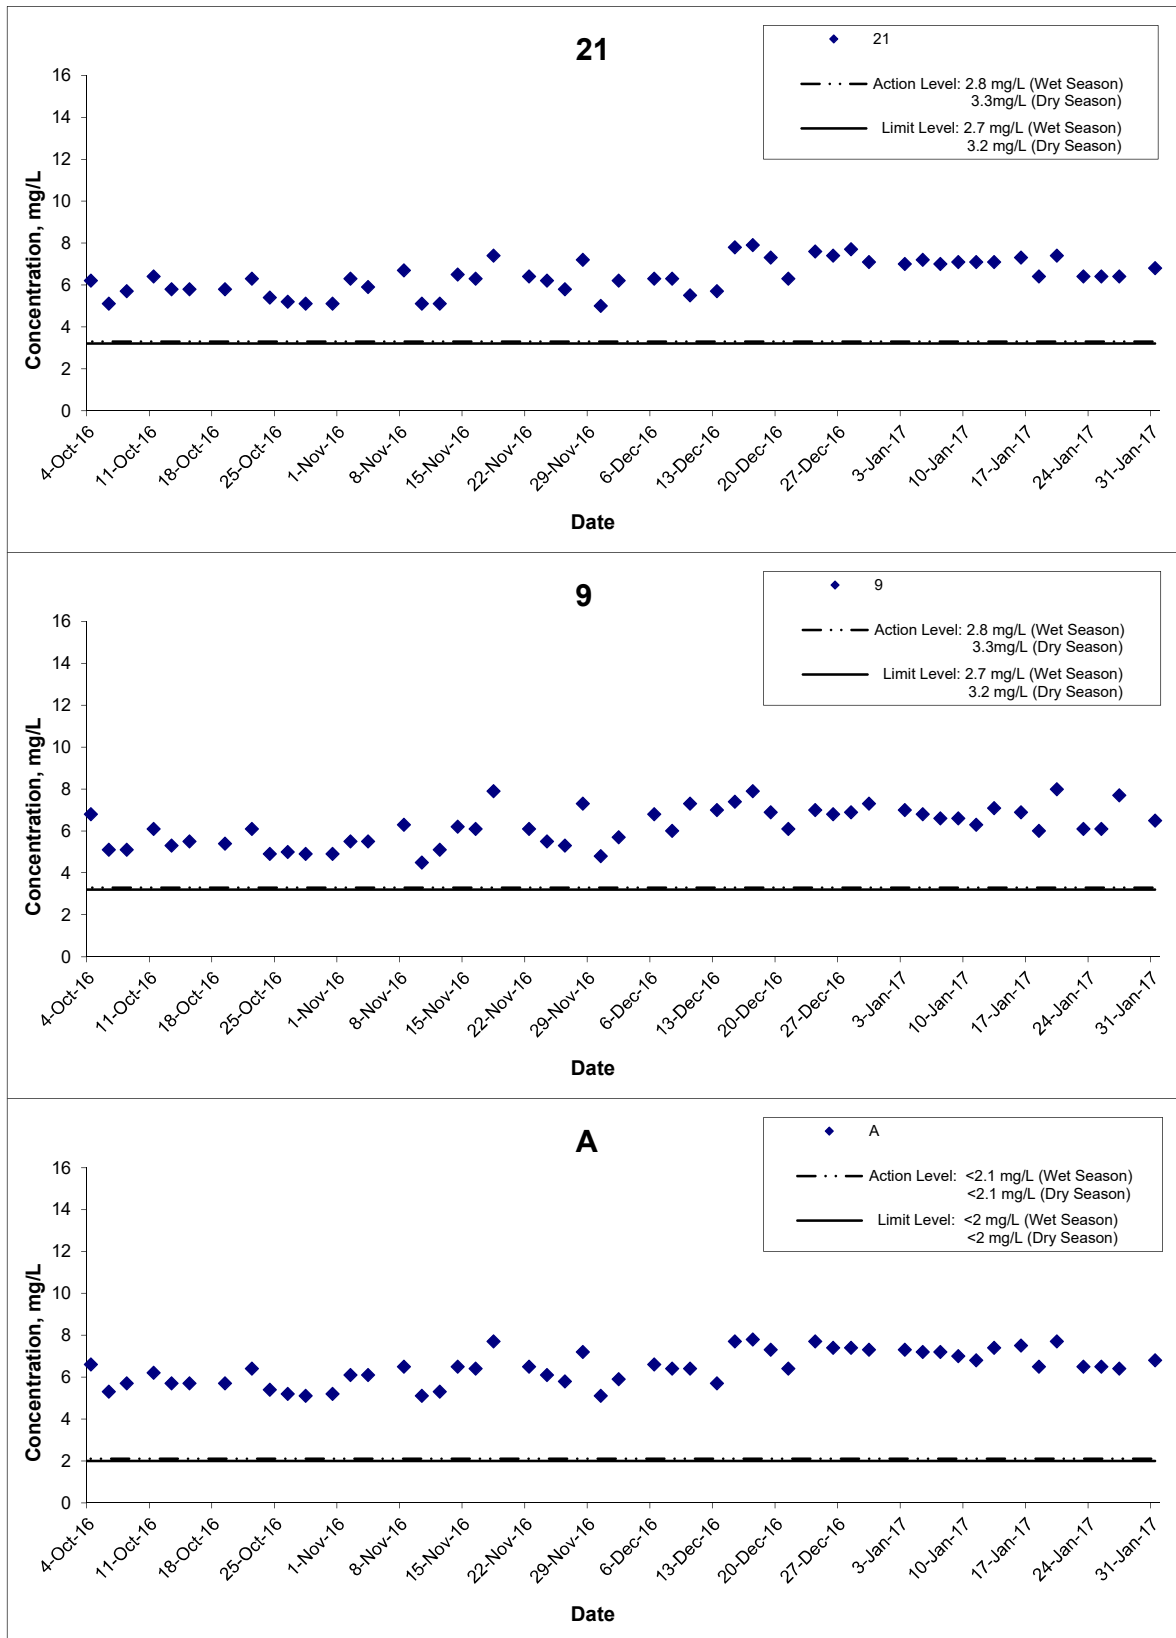 21
21
Action Level: 2.8 mg/L (Wet Season)
3.3mg/L (Dry Season)
Limit Level: 2.7 mg/L (Wet Season)
3.2 mg/L (Dry Season)
Concentration, mg/L
16
14
12
10
8
6
4
2
0
4-Oct-16
11-Oct-16
18-Oct-16
25-Oct-16
1-Nov-16
8-Nov-16
15-Nov-16
22-Nov-16
29-Nov-16
6-Dec-16
13-Dec-16
20-Dec-16
27-Dec-16
3-Jan-17
10-Jan-17
17-Jan-17
24-Jan-17
31-Jan-17
Date
9
9
Action Level: 2.8 mg/L (Wet Season)
3.3mg/L (Dry Season)
Limit Level: 2.7 mg/L (Wet Season)
3.2 mg/L (Dry Season)
Concentration, mg/L
16
14
12
10
8
6
4
2
0
4-Oct-16
11-Oct-16
18-Oct-16
25-Oct-16
1-Nov-16
8-Nov-16
15-Nov-16
22-Nov-16
29-Nov-16
6-Dec-16
13-Dec-16
20-Dec-16
27-Dec-16
3-Jan-17
10-Jan-17
17-Jan-17
24-Jan-17
31-Jan-17
Date
A
A
Action Level: <2.1 mg/L (Wet Season)
<2.1 mg/L (Dry Season)
Limit Level: <2 mg/L (Wet Season)
<2 mg/L (Dry Season)
Concentration, mg/L
16
14
12
10
8
6
4
2
0
4-Oct-16
11-Oct-16
18-Oct-16
25-Oct-16
1-Nov-16
8-Nov-16
15-Nov-16
22-Nov-16
29-Nov-16
6-Dec-16
13-Dec-16
20-Dec-16
27-Dec-16
3-Jan-17
10-Jan-17
17-Jan-17
24-Jan-17
31-Jan-17
Date